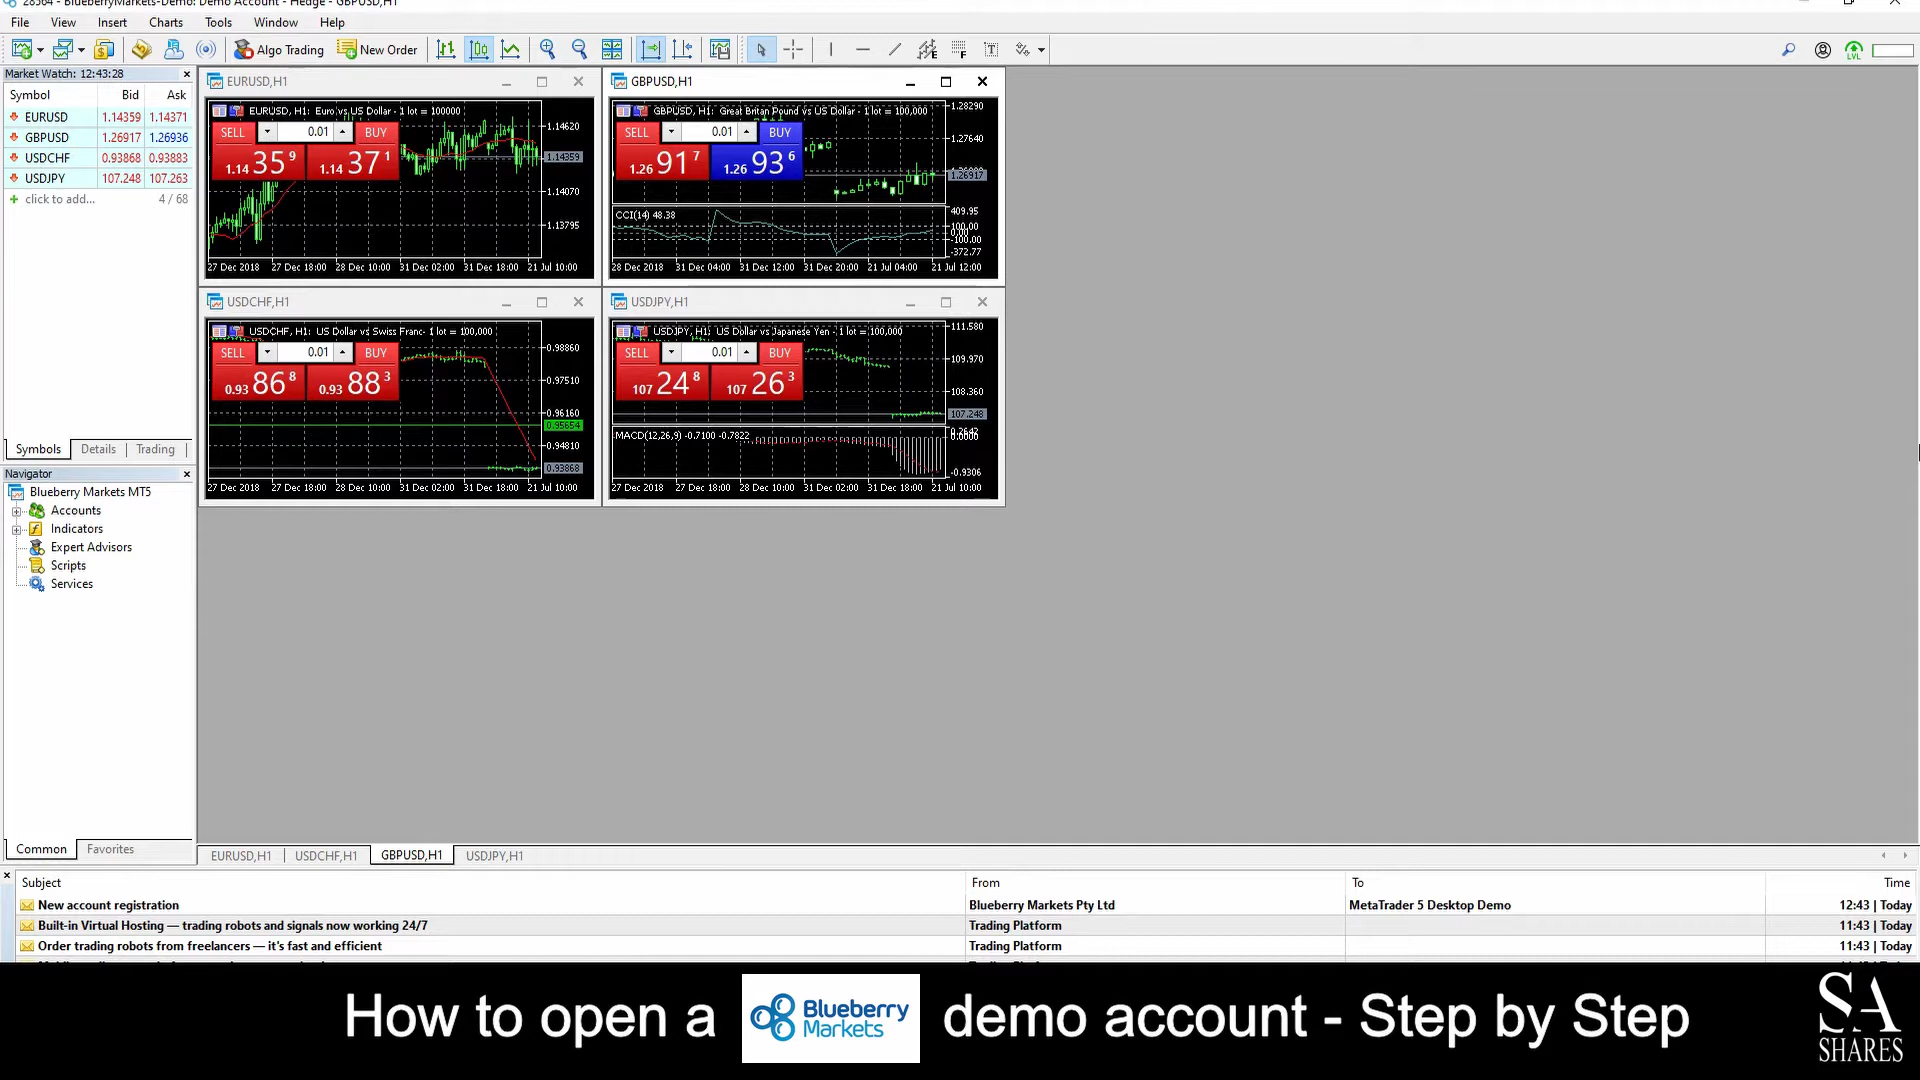 28564 - BlueberryMarkets-Demo: Demo Account - Hedge - GBPUSD,H1
File View Insert Charts Tools Window Help
Algo Trading New Order
Market Watch: 12:43:28
Symbol Bid Ask
EURUSD 1.14359 1.14371
GBPUSD 1.26917 1.26936
USDCHF 0.93868 0.93883
USDJPY 107.248 107.263
click to add... 4 / 68
Symbols Details Trading
Navigator
Blueberry Markets MT5
Accounts
Indicators
Expert Advisors
Scripts
Services
Common Favorites
EURUSD,H1
EURUSD, H1: Euro vs US Dollar - 1 lot = 100000
SELL 0.01 BUY
1.14 35 9 1.14 37 1
1.14620
1.14359
1.14070
1.13795
27 Dec 2018 27 Dec 18:00 28 Dec 10:00 31 Dec 02:00 31 Dec 18:00 21 Jul 10:00
GBPUSD,H1
GBPUSD, H1: Great Britan Pound vs US Dollar - 1 lot = 100,000
SELL 0.01 BUY
1.26 91 7 1.26 93 6
1.28290
1.27640
1.26917
CCI(14) 48.38
409.95
100.00
0.00
-100.00
-372.77
28 Dec 2018 31 Dec 04:00 31 Dec 12:00 31 Dec 20:00 21 Jul 04:00 21 Jul 12:00
USDCHF,H1
USDCHF, H1: US Dollar vs Swiss Franc- 1 lot = 100,000
SELL 0.01 BUY
0.93 86 8 0.93 88 3
0.98860
0.97510
0.96160
0.95654
0.94810
0.93868
27 Dec 2018 27 Dec 18:00 28 Dec 10:00 31 Dec 02:00 31 Dec 18:00 21 Jul 10:00
USDJPY,H1
USDJPY, H1: US Dollar vs Japanese Yen - 1 lot = 100,000
SELL 0.01 BUY
107 24 8 107 26 3
111.580
109.970
108.360
107.248
MACD(12,26,9) -0.7100 -0.7822
0.2642
0.0000
-0.9306
27 Dec 2018 27 Dec 18:00 28 Dec 10:00 31 Dec 02:00 31 Dec 18:00 21 Jul 10:00
EURUSD,H1 USDCHF,H1 GBPUSD,H1 USDJPY,H1
Subject From To Time
New account registration Blueberry Markets Pty Ltd MetaTrader 5 Desktop Demo 12:43 | Today
Built-in Virtual Hosting — trading robots and signals now working 24/7 Trading Platform 11:43 | Today
Order trading robots from freelancers — it's fast and efficient Trading Platform 11:43 | Today
How to open a Blueberry Markets demo account - Step by Step
SA
SHARES